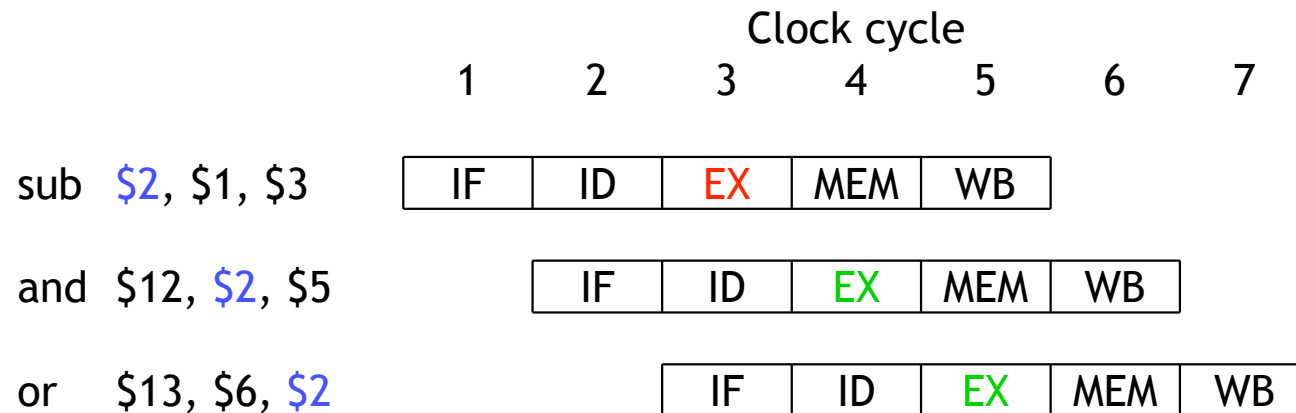 Clock cycle
1 2 3 4 5 6 7
sub $2, $1, $3 IF ID EX MEM WB
and $12, $2, $5 IF ID EX MEM WB
or $13, $6, $2 IF ID EX MEM WB